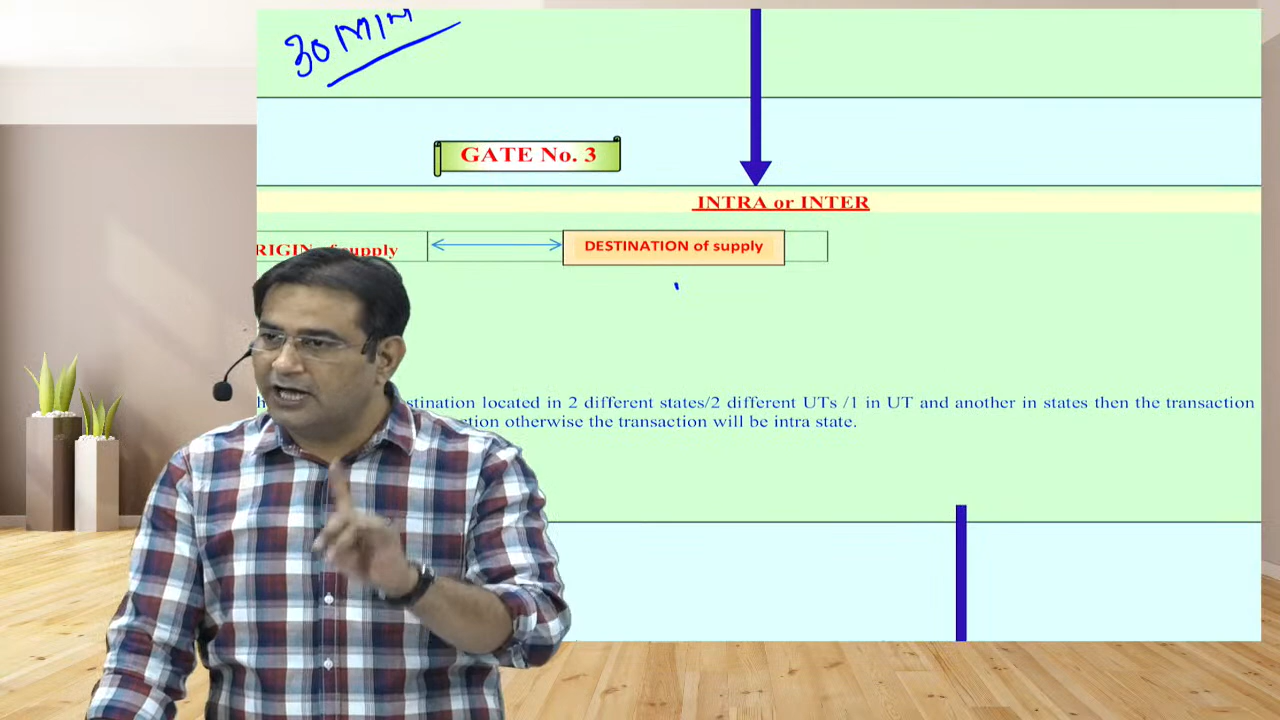 30 MIN
GATE No. 3
INTRA or INTER
RIGIN of supply
DESTINATION of supply
stination located in 2 different states/2 different UTs /1 in UT and another in states then the transaction
ction otherwise the transaction will be intra state.